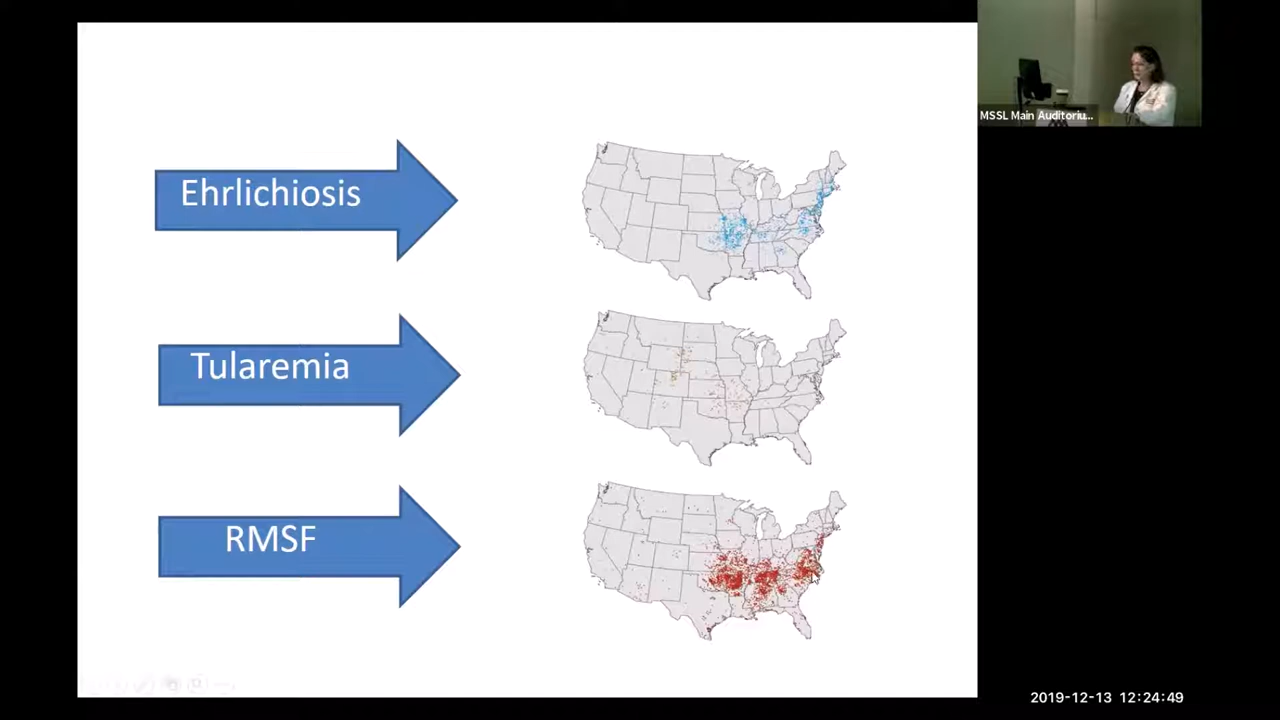 Ehrlichiosis
Tularemia
RMSF
MSSL Main Auditoriu...
2019-12-13 12:24:49